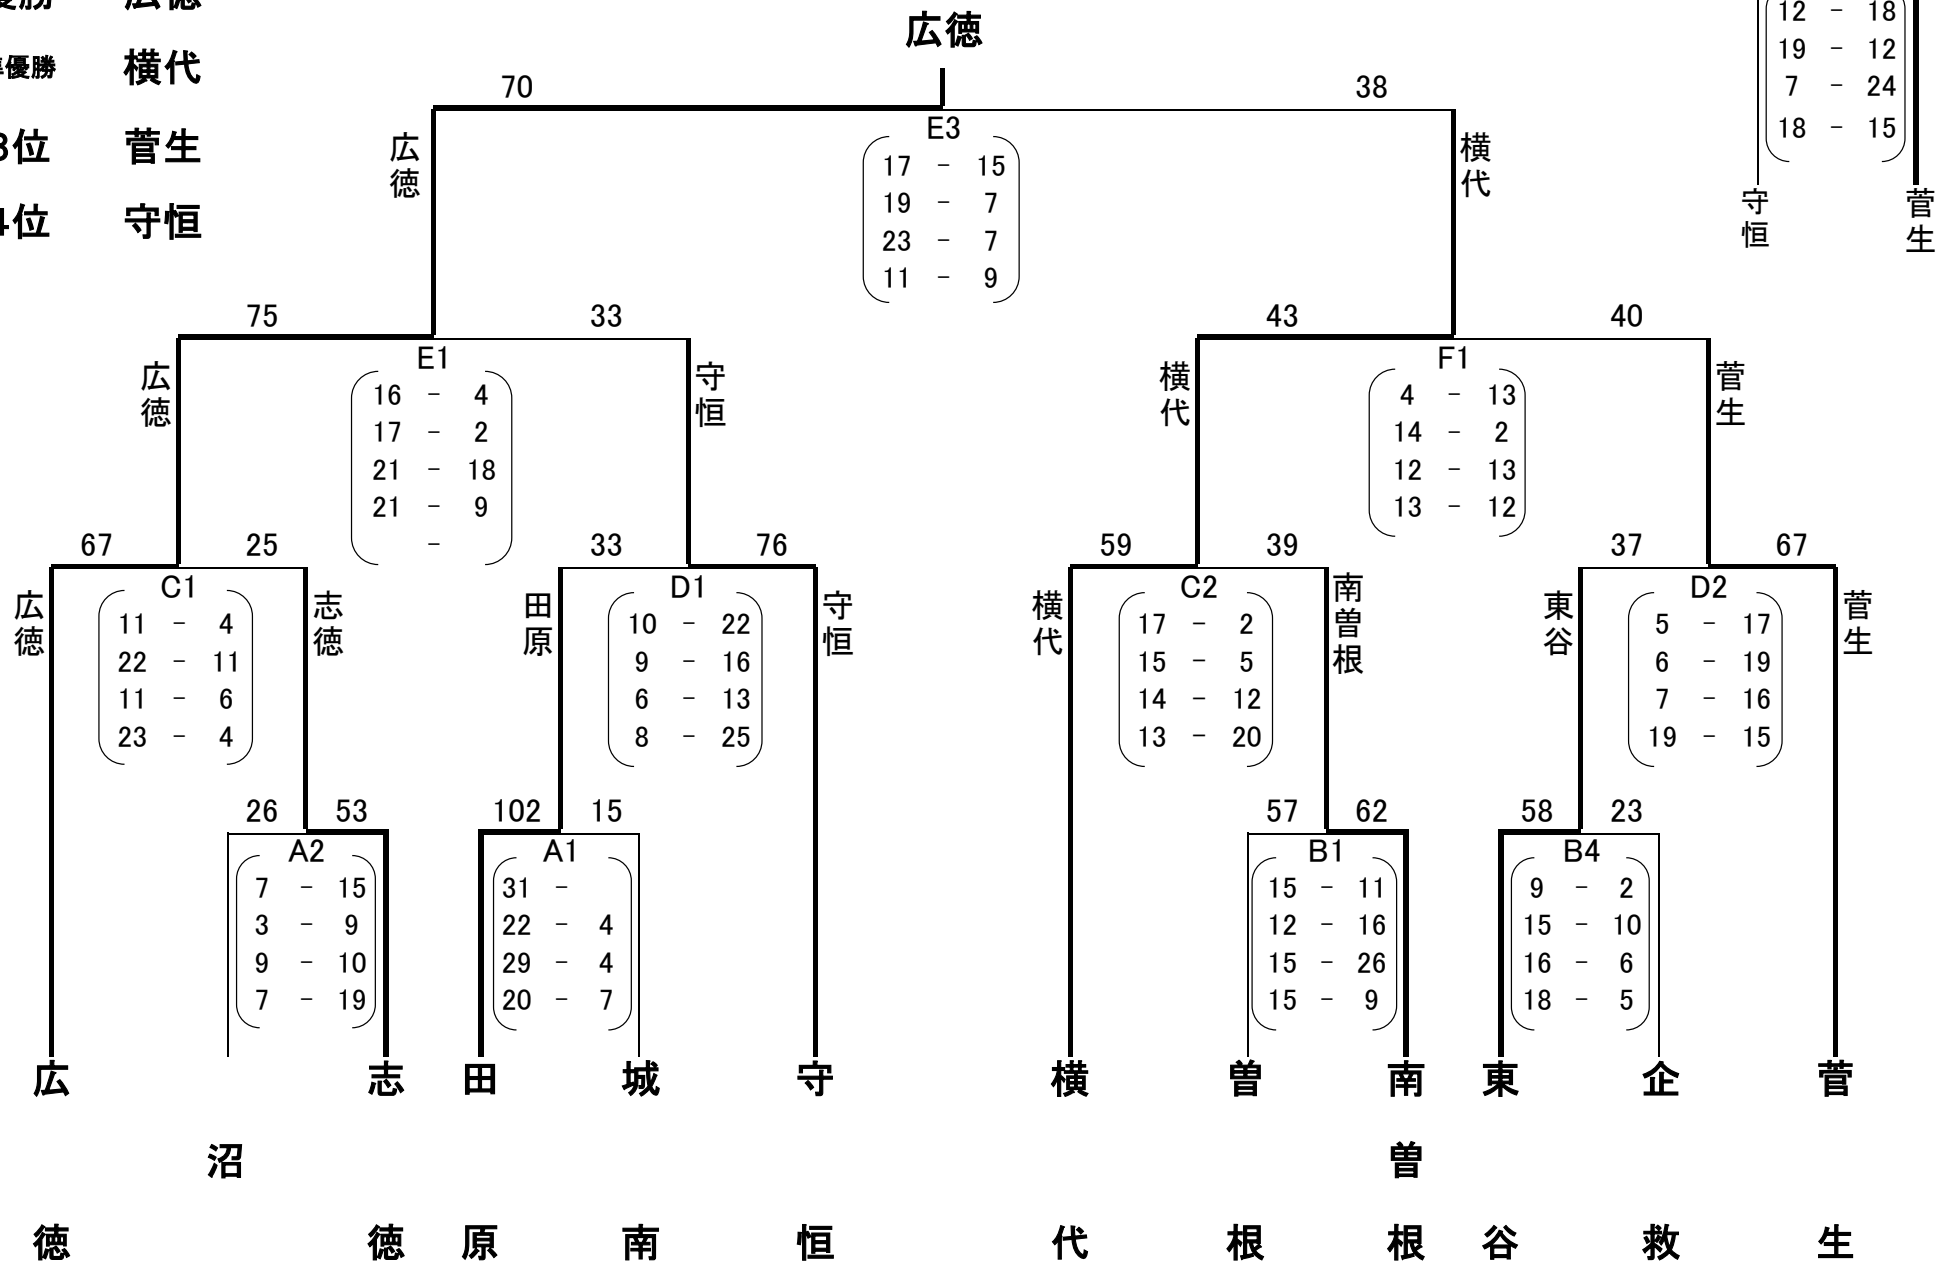 優勝 広徳
準優勝 横代
3位 菅生
4位 守恒
広徳
12 - 18
19 - 12
7 - 24
18 - 15
守恒 菅生
70 38
広徳 横代
E3
17 - 15
19 - 7
23 - 7
11 - 9
75 33
広徳 守恒
E1
16 - 4
17 - 2
21 - 18
21 - 9
-
43 40
横代 菅生
F1
4 - 13
14 - 2
12 - 13
13 - 12
67 25
広徳 志徳
C1
11 - 4
22 - 11
11 - 6
23 - 4
33 76
田原 守恒
D1
10 - 22
9 - 16
6 - 13
8 - 25
59 39
横代 南曽根
C2
17 - 2
15 - 5
14 - 12
13 - 20
37 67
東谷 菅生
D2
5 - 17
6 - 19
7 - 16
19 - 15
26 53
A2
7 - 15
3 - 9
9 - 10
7 - 19
102 15
A1
31 -
22 - 4
29 - 4
20 - 7
57 62
B1
15 - 11
12 - 16
15 - 26
15 - 9
58 23
B4
9 - 2
15 - 10
16 - 6
18 - 5
広徳
沼
志徳
田原
城南
守恒
横代
曽根
南曽根
東谷
企救
菅生